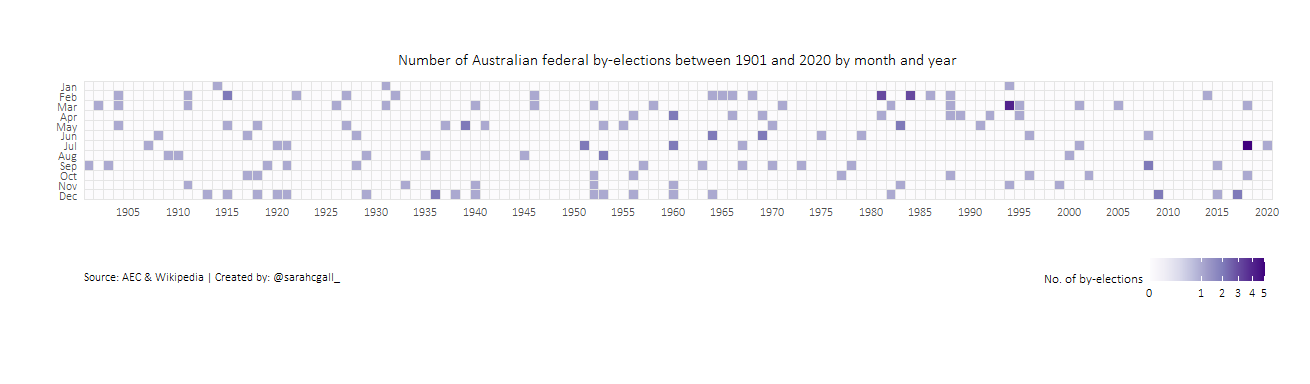 Number of Australian federal by-elections between 1901 and 2020 by month and year
Jan
Feb
Mar
Apr
May
Jun
Jul
Aug
Sep
Oct
Nov
Dec
1905 1910 1915 1920 1925 1930 1935 1940 1945 1950 1955 1960 1965 1970 1975 1980 1985 1990 1995 2000 2005 2010 2015 2020
Source: AEC & Wikipedia | Created by: @sarahcgall_
No. of by-elections
0 1 2 3 4 5